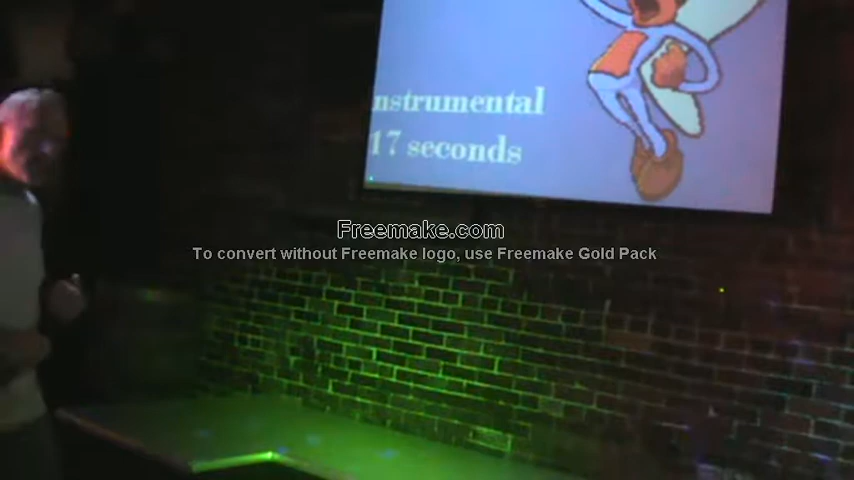 nstrumental
17 seconds
Freemake.com
To convert without Freemake logo, use Freemake Gold Pack